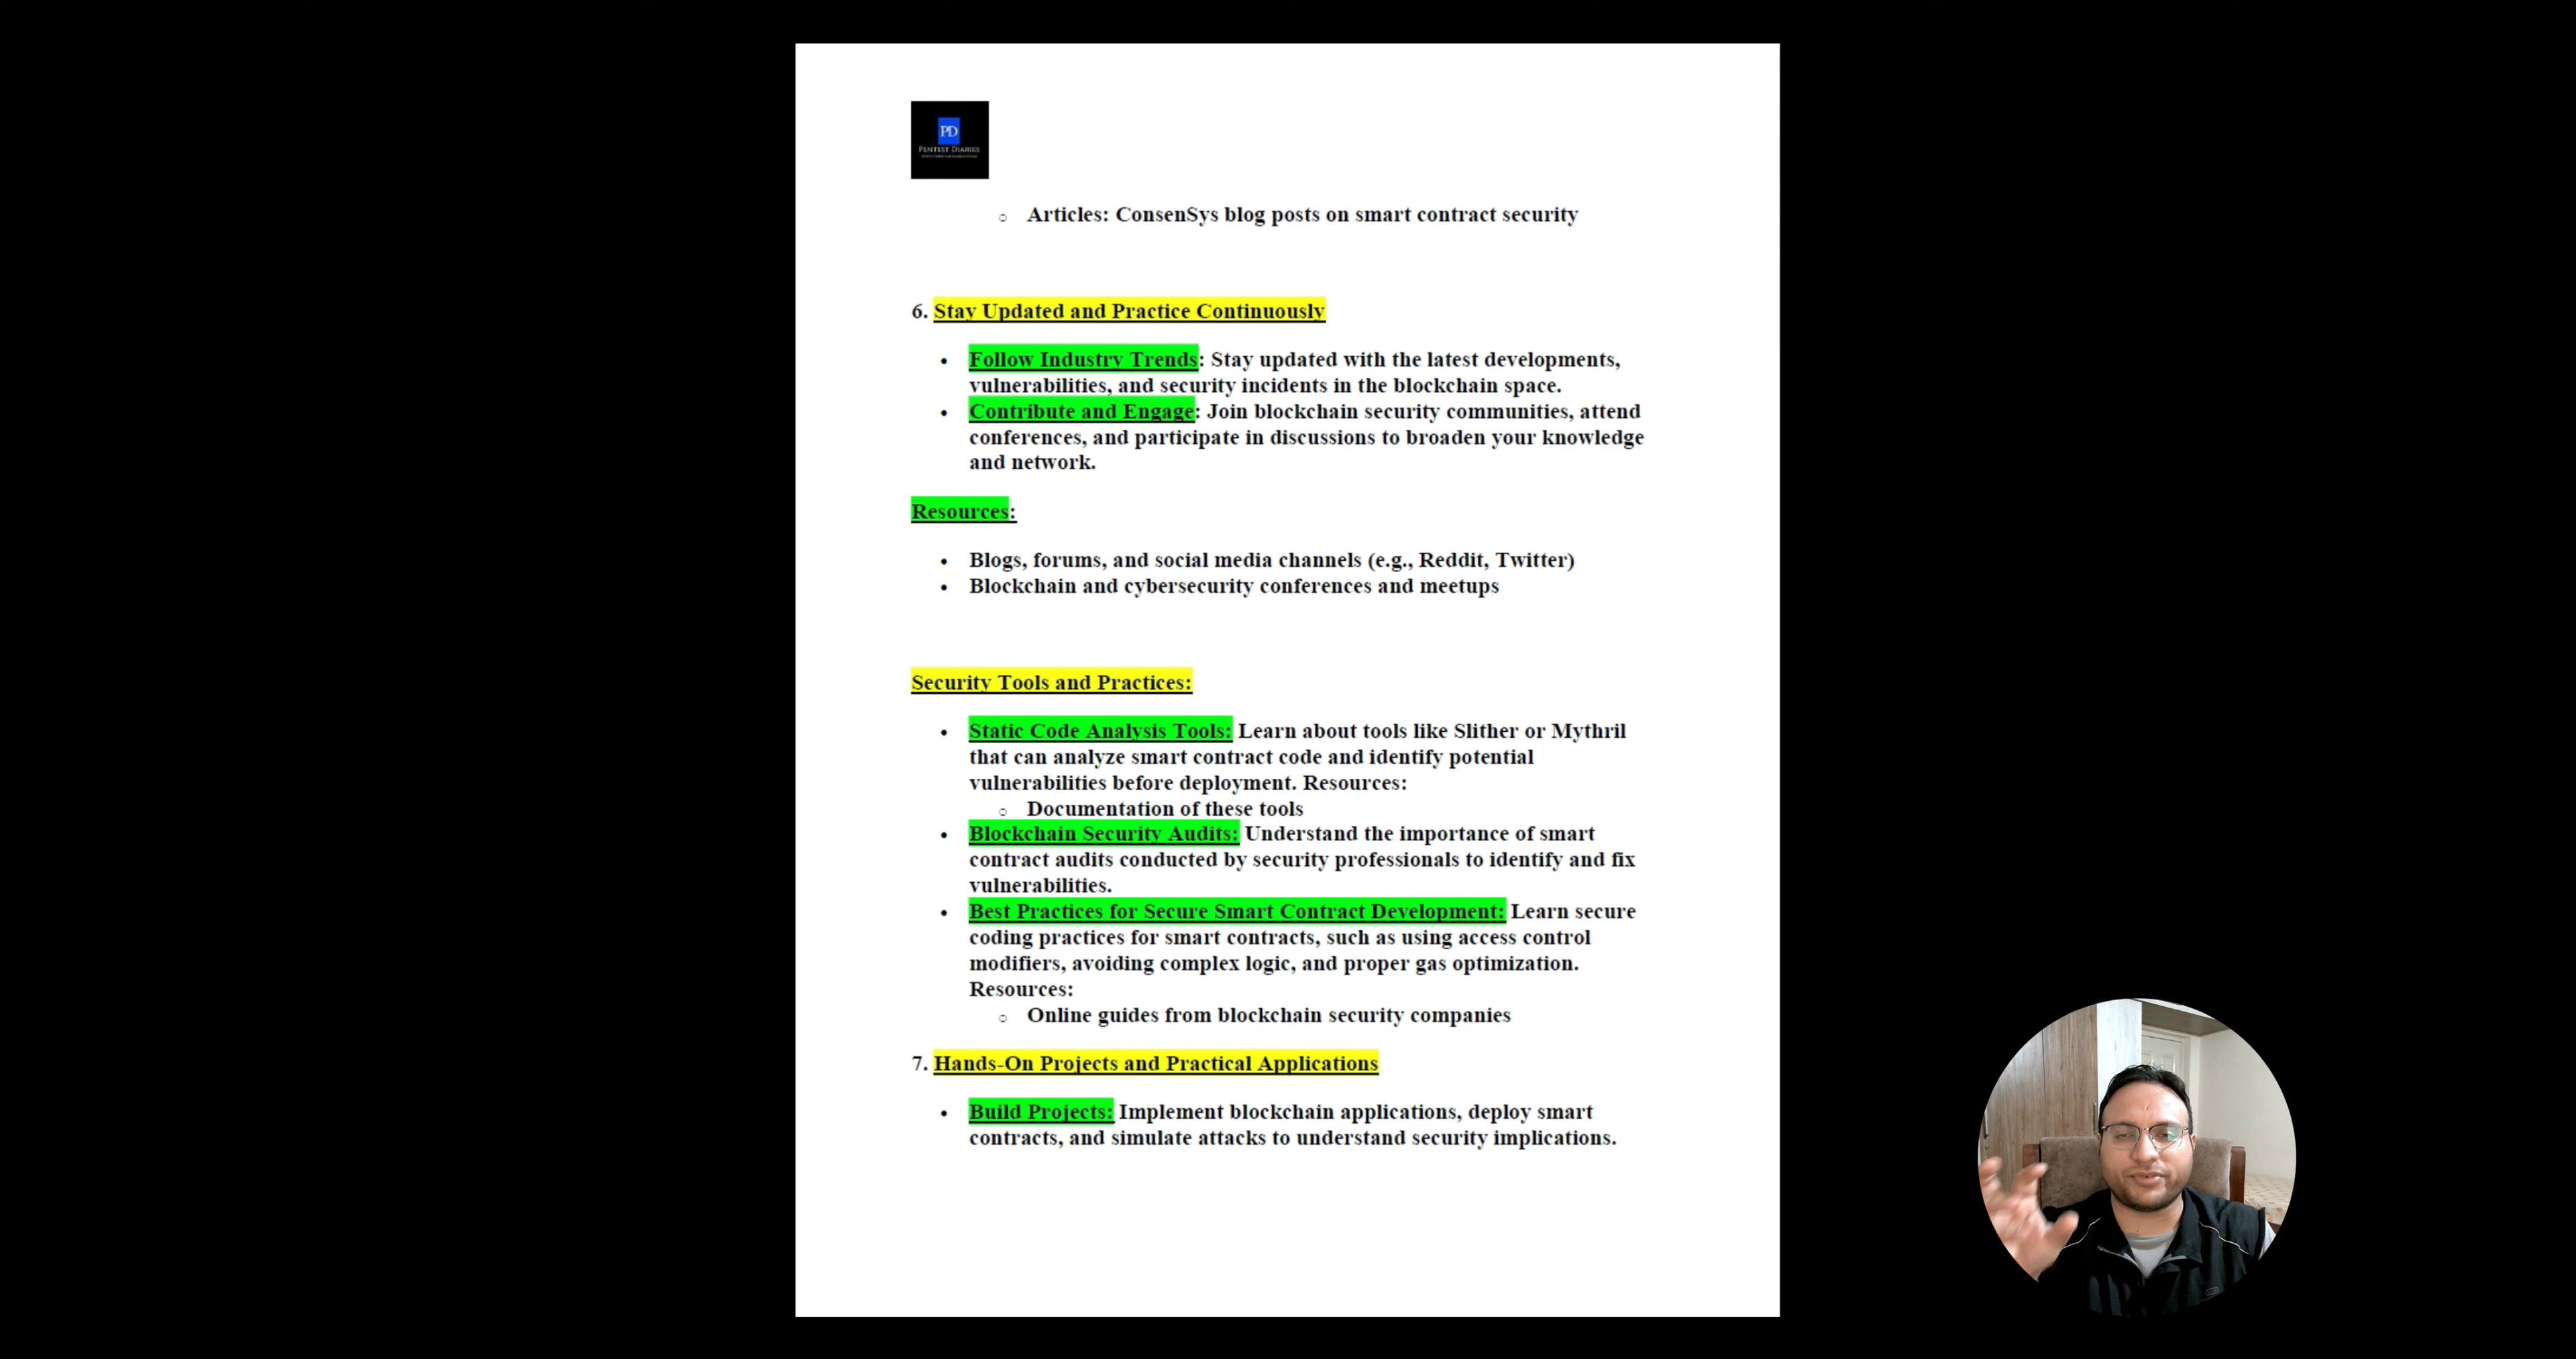 PD
PENTEST DIARIES
○ Articles: ConsenSys blog posts on smart contract security
6. Stay Updated and Practice Continuously
• Follow Industry Trends: Stay updated with the latest developments,
vulnerabilities, and security incidents in the blockchain space.
• Contribute and Engage: Join blockchain security communities, attend
conferences, and participate in discussions to broaden your knowledge
and network.
Resources:
• Blogs, forums, and social media channels (e.g., Reddit, Twitter)
• Blockchain and cybersecurity conferences and meetups
Security Tools and Practices:
• Static Code Analysis Tools: Learn about tools like Slither or Mythril
that can analyze smart contract code and identify potential
vulnerabilities before deployment. Resources:
○ Documentation of these tools
• Blockchain Security Audits: Understand the importance of smart
contract audits conducted by security professionals to identify and fix
vulnerabilities.
• Best Practices for Secure Smart Contract Development: Learn secure
coding practices for smart contracts, such as using access control
modifiers, avoiding complex logic, and proper gas optimization.
Resources:
○ Online guides from blockchain security companies
7. Hands-On Projects and Practical Applications
• Build Projects: Implement blockchain applications, deploy smart
contracts, and simulate attacks to understand security implications.